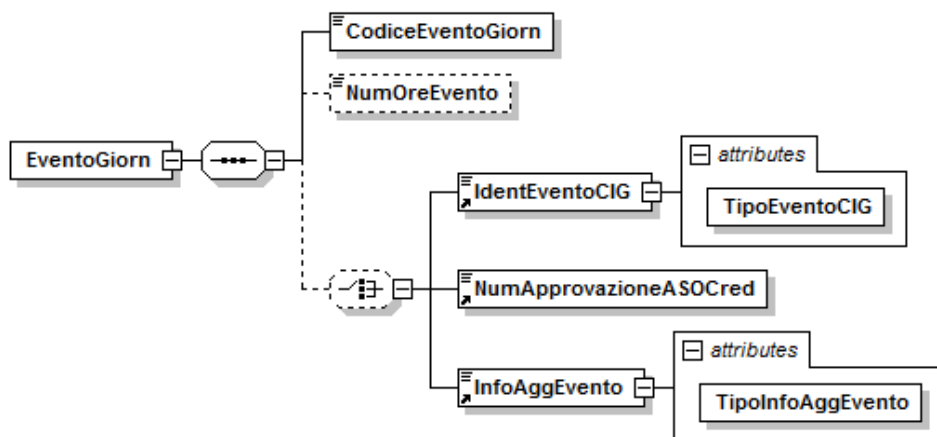 CodiceEventoGiorn
NumOreEvento
EventoGiorn
attributes
IdentEventoCIG
TipoEventoCIG
NumApprovazioneASOCred
attributes
InfoAggEvento
TipoInfoAggEvento